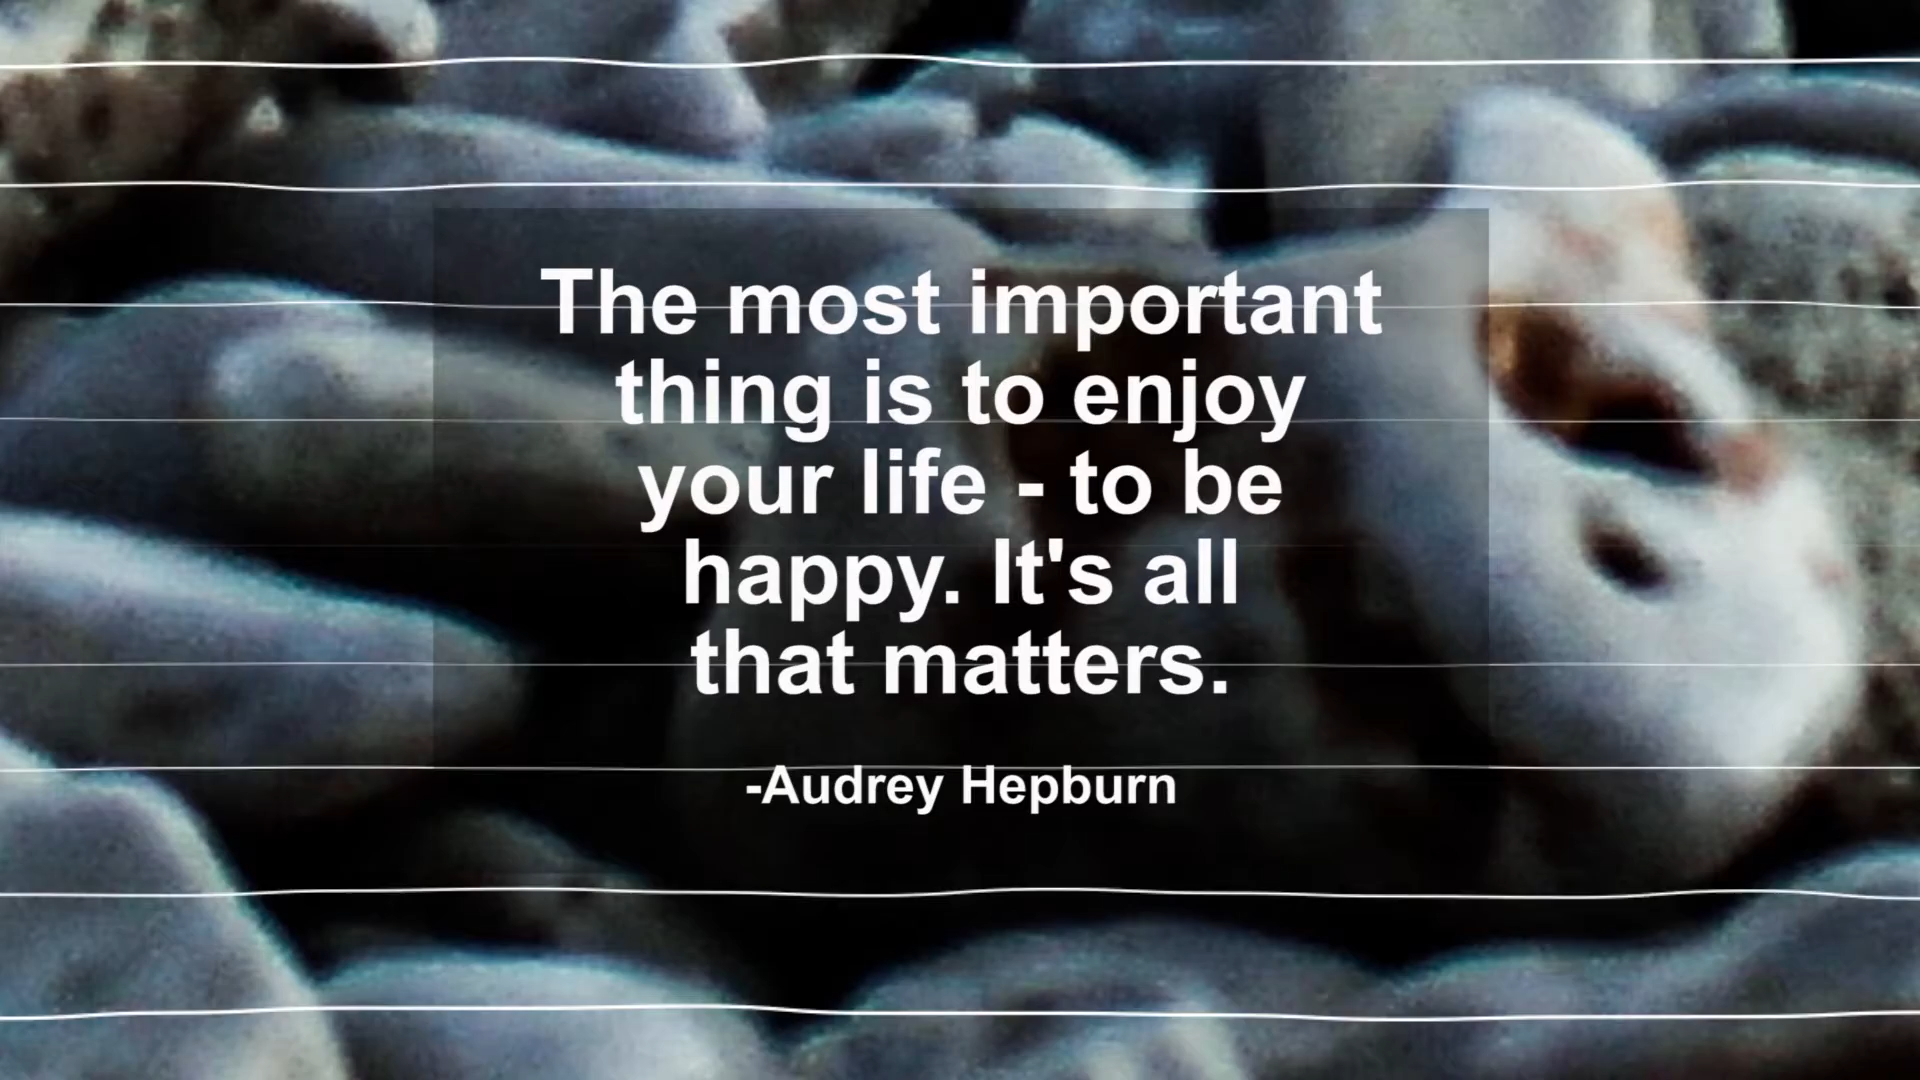 The most important
thing is to enjoy
your life - to be
happy. It's all
that matters.
-Audrey Hepburn